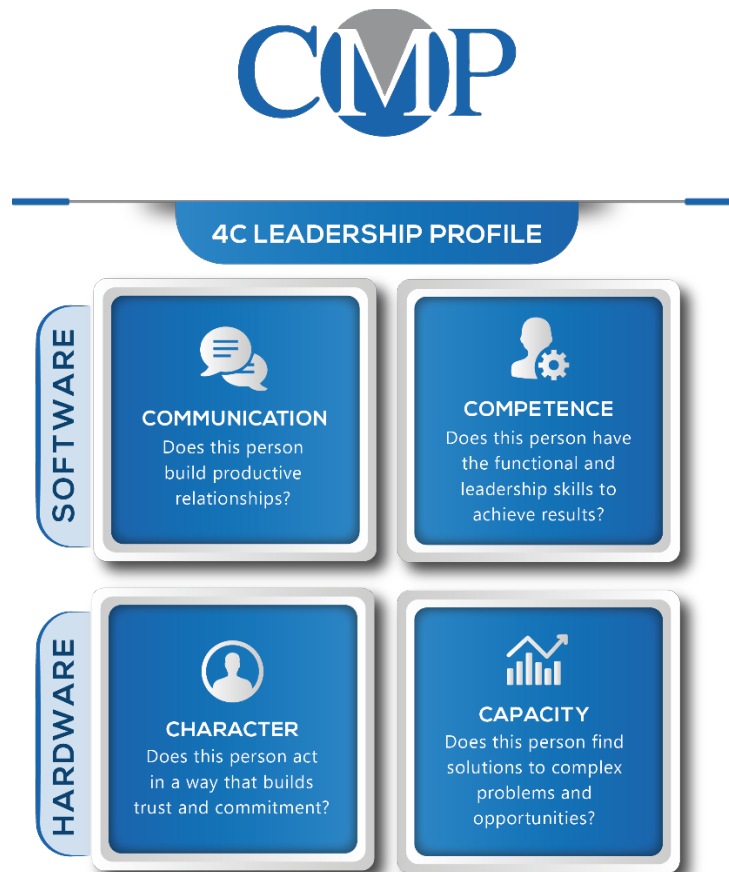 CMP
4C LEADERSHIP PROFILE
SOFTWARE
COMMUNICATION
Does this person
build productive
relationships?
COMPETENCE
Does this person have
the functional and
leadership skills to
achieve results?
HARDWARE
CHARACTER
Does this person act
in a way that builds
trust and commitment?
CAPACITY
Does this person find
solutions to complex
problems and
opportunities?